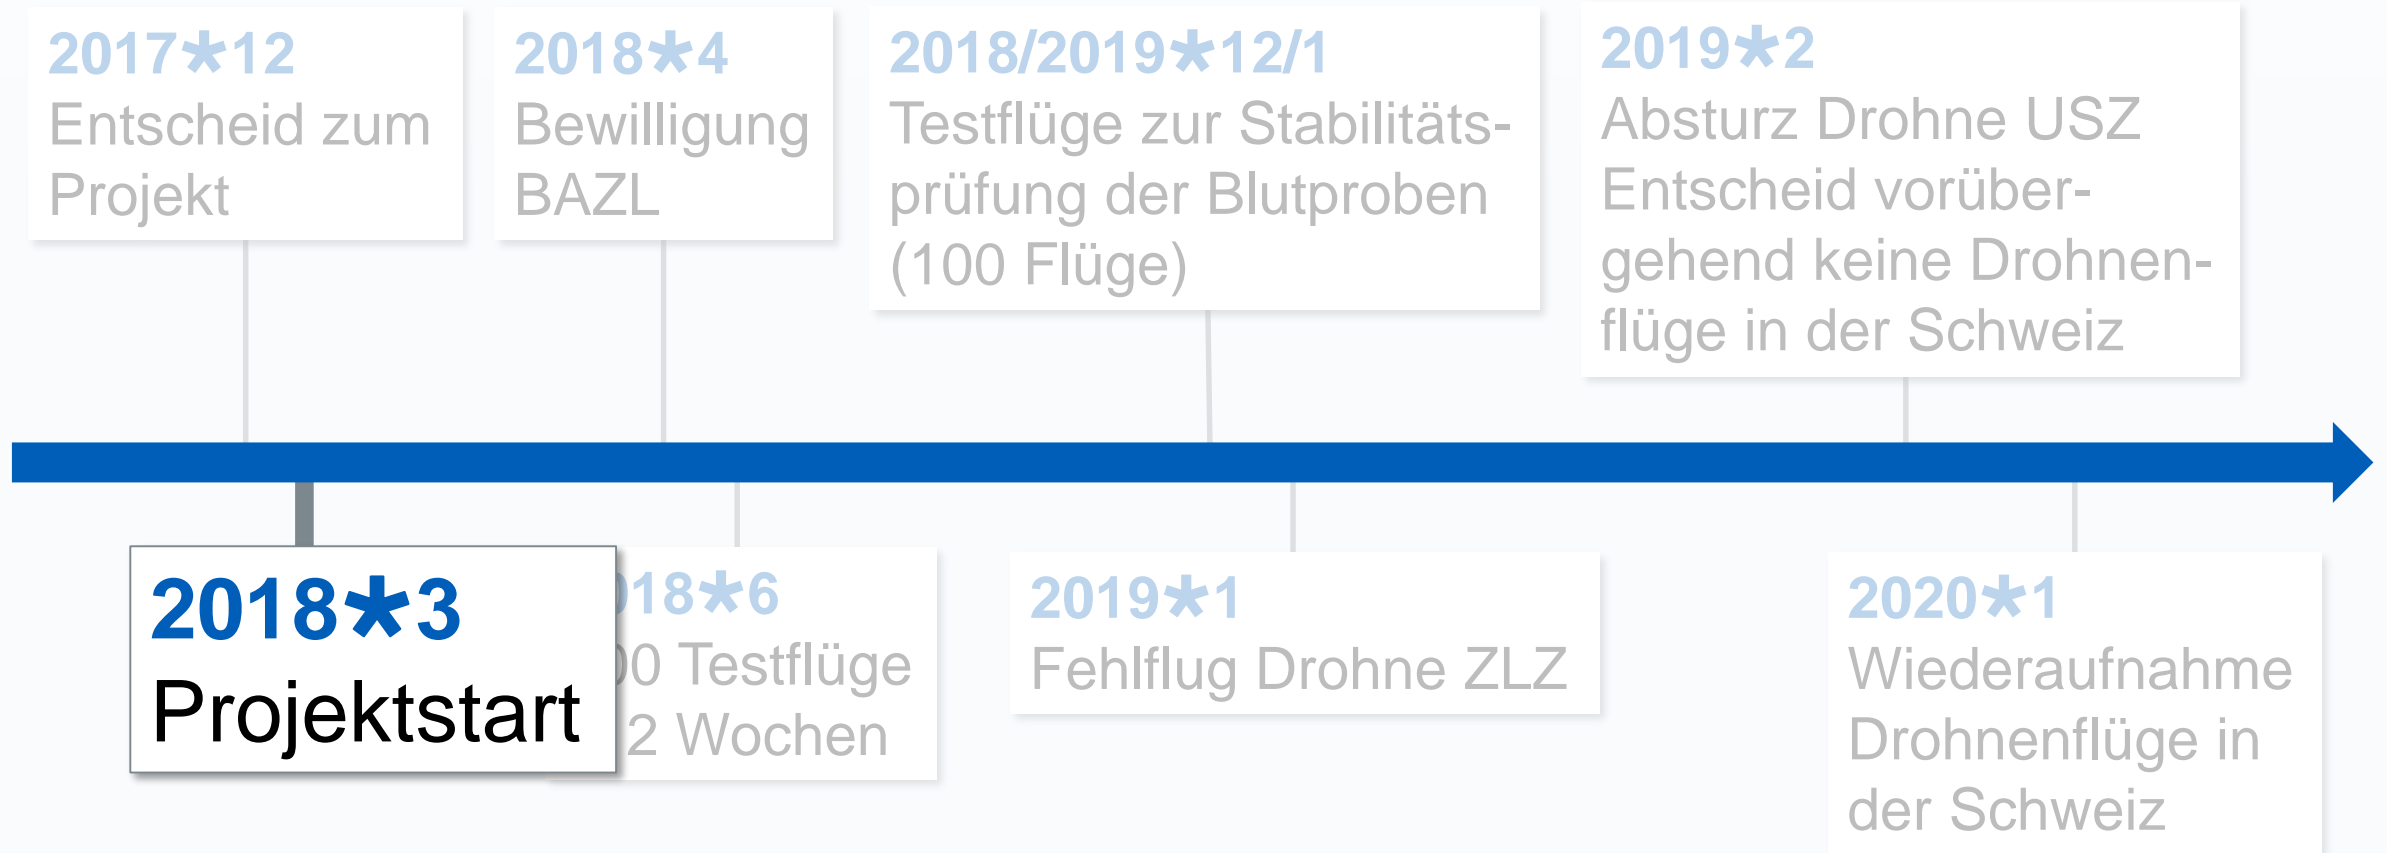 2017*12
Entscheid zum
Projekt
2018*4
Bewilligung
BAZL
2018/2019*12/1
Testflüge zur Stabilitäts-
prüfung der Blutproben
(100 Flüge)
2019*2
Absturz Drohne USZ
Entscheid vorüber-
gehend keine Drohnen-
flüge in der Schweiz
2018*3
Projektstart
18*6
Testflüge
2 Wochen
2019*1
Fehlflug Drohne ZLZ
2020*1
Wiederaufnahme
Drohnenflüge in
der Schweiz